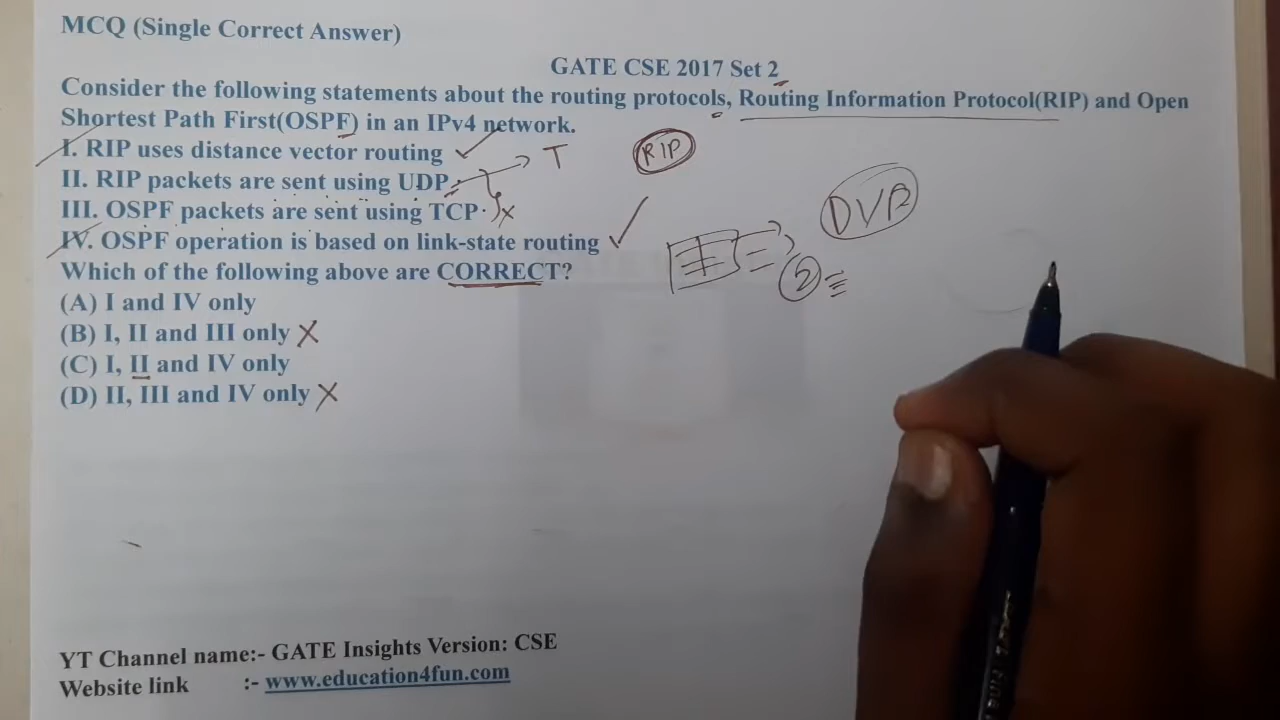 MCQ (Single Correct Answer)
GATE CSE 2017 Set 2
Consider the following statements about the routing protocols, Routing Information Protocol(RIP) and Open
Shortest Path First(OSPF) in an IPv4 network.
I. RIP uses distance vector routing
T
RIP
II. RIP packets are sent using UDP.
III. OSPF packets are sent using TCP.
DVR
IV. OSPF operation is based on link-state routing
2
Which of the following above are CORRECT?
(A) I and IV only
(B) I, II and III only
(C) I, II and IV only
(D) II, III and IV only
YT Channel name:- GATE Insights Version: CSE
Website link :- www.education4fun.com